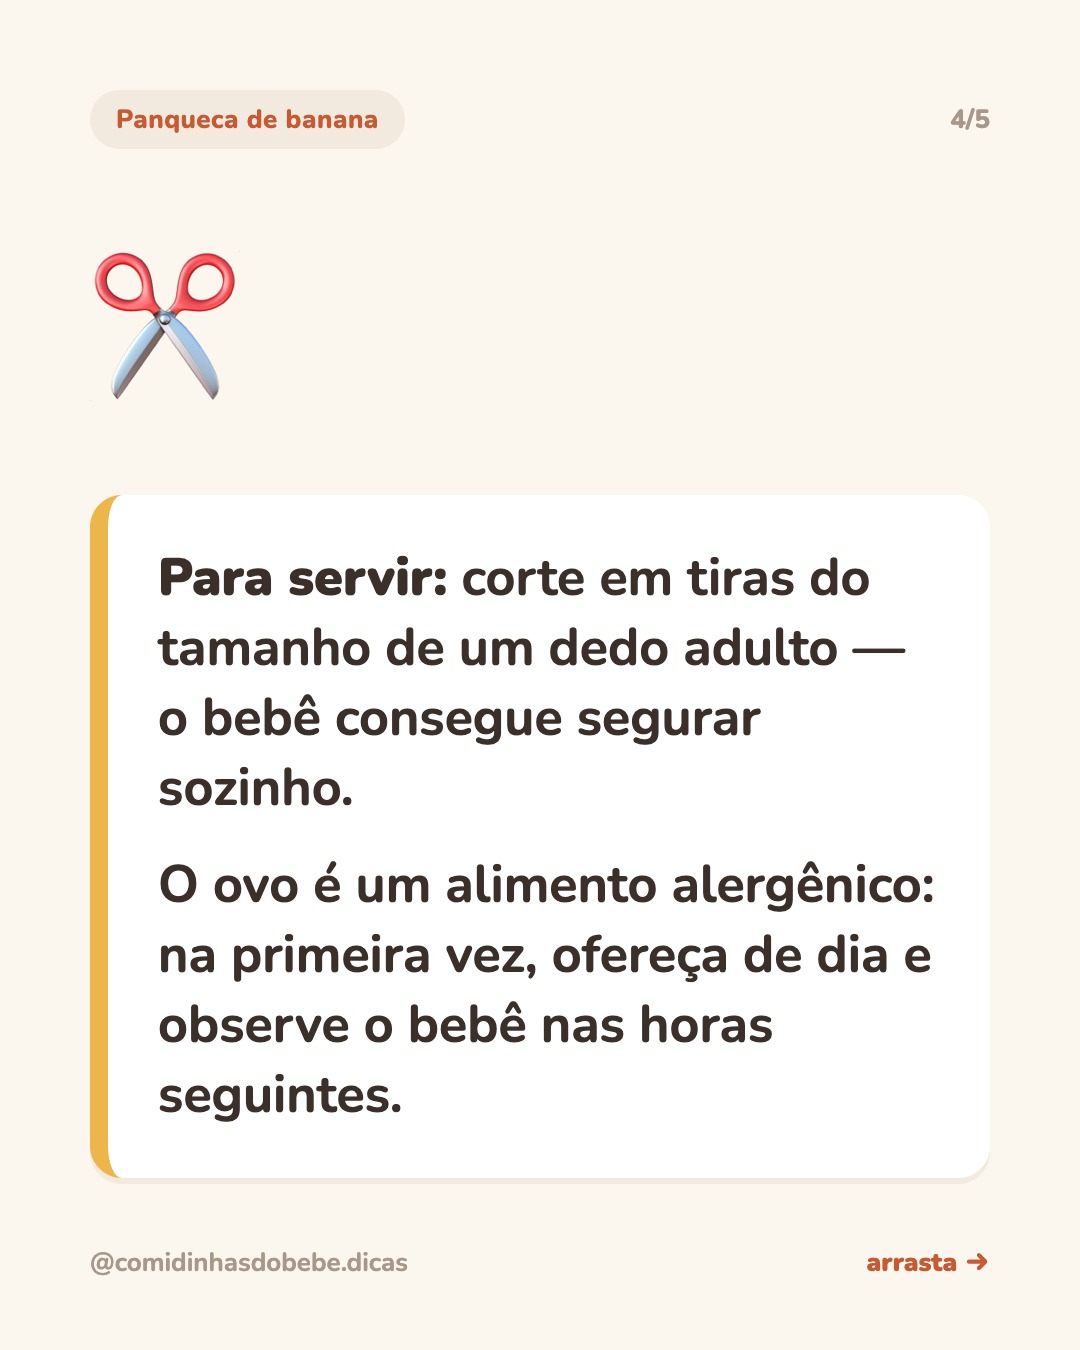 Panqueca de banana
4/5
Para servir: corte em tiras do
tamanho de um dedo adulto —
o bebê consegue segurar
sozinho.
O ovo é um alimento alergênico:
na primeira vez, ofereça de dia e
observe o bebê nas horas
seguintes.
@comidinhasdobebe.dicas
arrasta →